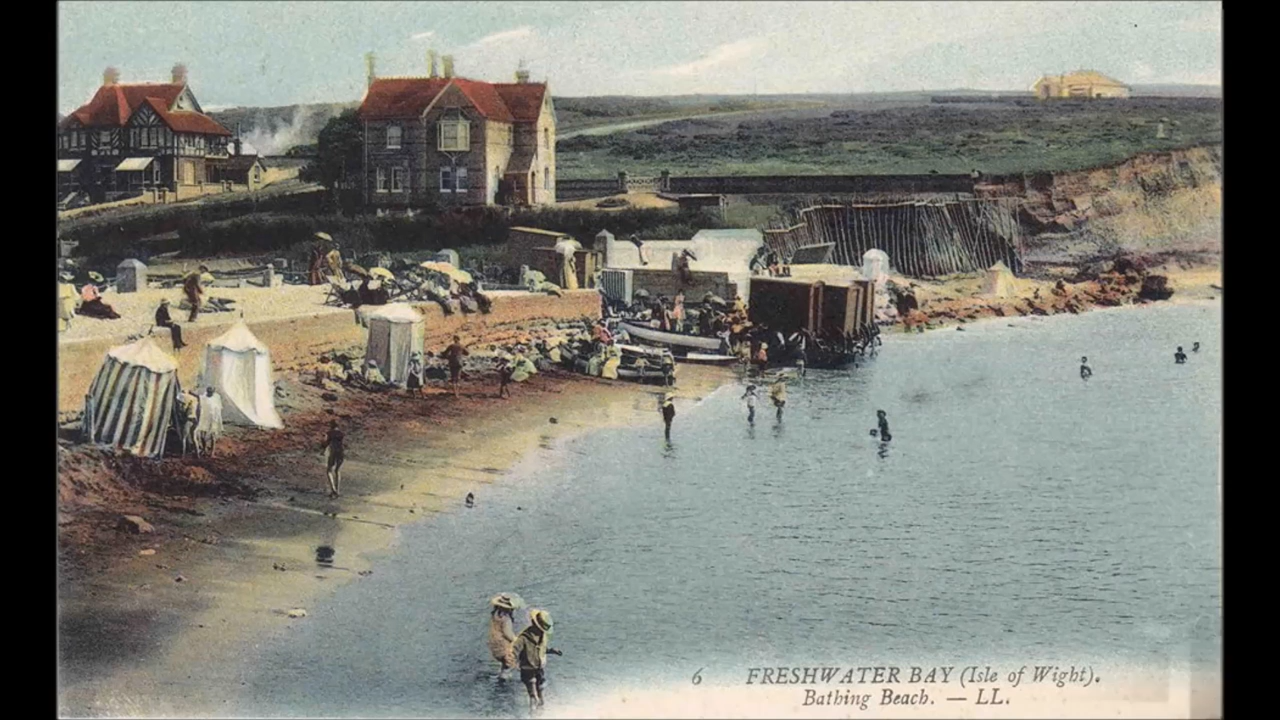 6 FRESHWATER BAY (Isle of Wight).
Bathing Beach. — LL.